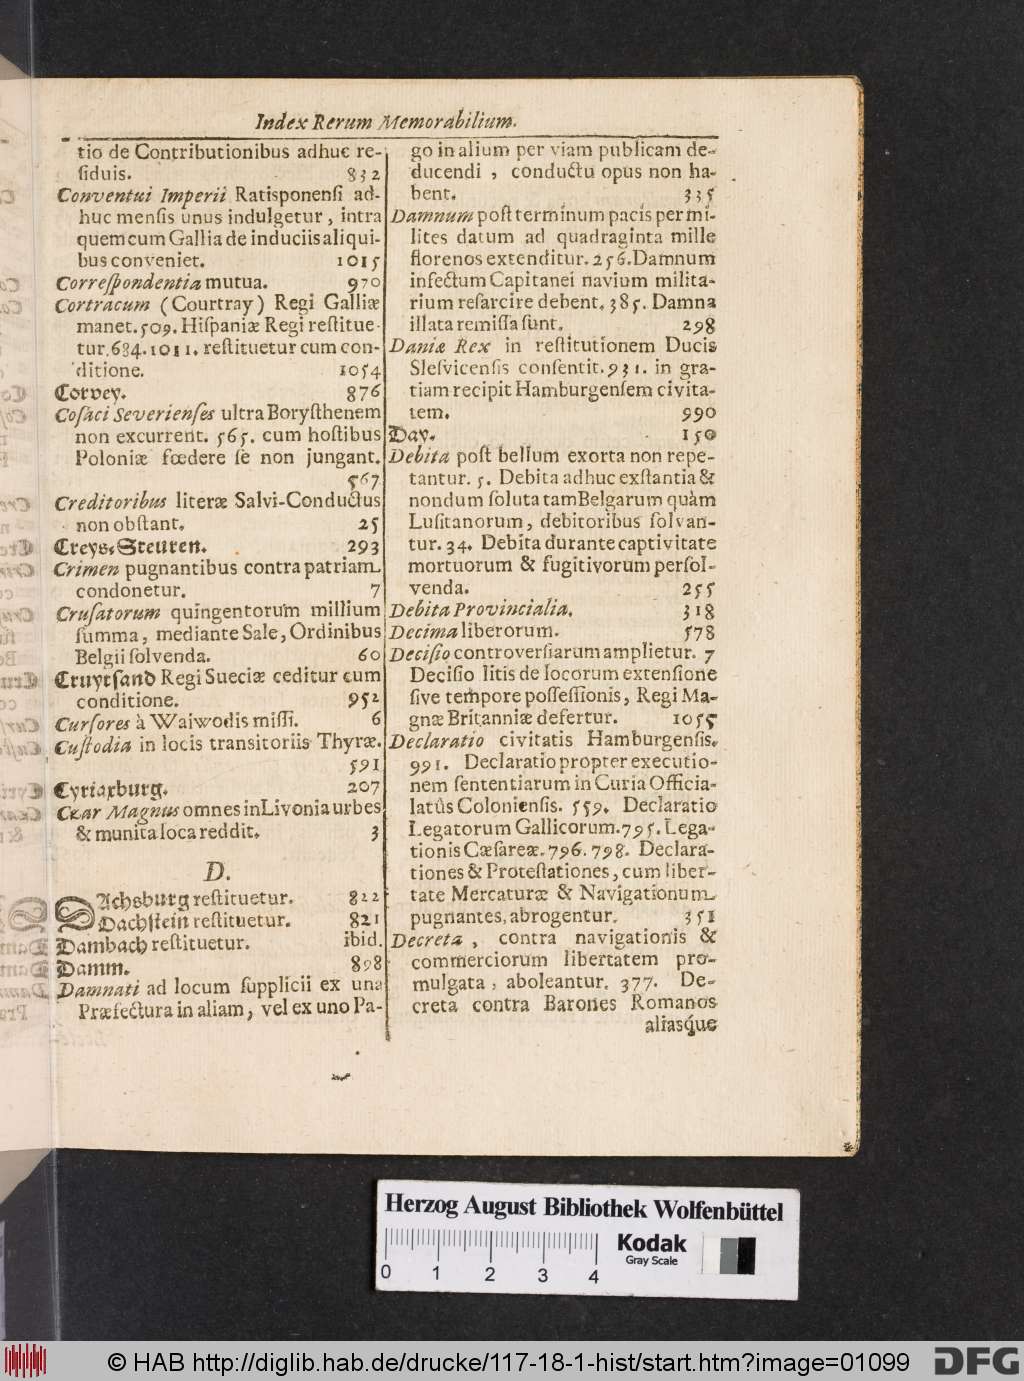 Index Rerum Memorabilium.
tio de Contributionibus adhuc re-
ſiduis. 832
Conventui Imperii Ratisponenſi ad-
huc menſis unus indulgetur, intra
quem cum Gallia de induciis aliqui-
bus conveniet. 1015
Correſpondentia mutua. 970
Cortracum (Courtray) Regi Galliæ
manet. 509. Hiſpaniæ Regi reſtitue-
tur. 684. 1011. reſtituetur cum con-
ditione. 1054
Corvey. 876
Coſaci Severienſes ultra Boryſthenem
non excurrent. 565. cum hoſtibus
Poloniæ fœdere ſe non jungant.
567
Creditoribus literæ Salvi-Conductus
non obſtant. 25
Creys-Steuren. 293
Crimen pugnantibus contra patriam
condonetur. 7
Cruſatorum quingentorum millium
ſumma, mediante Sale, Ordinibus
Belgii ſolvenda. 60
Cruytſand Regi Sueciæ ceditur cum
conditione. 952
Curſores à Waiwodis miſſi. 6
Cuſtodia in locis transitoriis Thyræ.
591
Cyriaxburg. 207
Czar Magnus omnes in Livonia urbes
& munita loca reddit. 3
D.
DAchsburg reſtituetur. 822
Dachſtein reſtituetur. 821
Dambach reſtituetur. ibid.
Damm. 898
Damnati ad locum ſupplicii ex una
Præfectura in aliam, vel ex uno Pa-
go in alium per viam publicam de-
ducendi, conductu opus non ha-
bent. 335
Damnum poſt terminum pacis per mi-
lites datum ad quadraginta mille
florenos extenditur. 256. Damnum
infectum Capitanei navium milita-
rium reſarcire debent. 385. Damna
illata remiſſa ſunt. 298
Daniæ Rex in reſtitutionem Ducis
Sleſvicenſis conſentit. 931. in gra-
tiam recipit Hamburgenſem civita-
tem. 990
Day. 150
Debita poſt bellum exorta non repe-
tantur. 5. Debita adhuc exſtantia &
nondum ſoluta tam Belgarum quàm
Luſitanorum, debitoribus ſolvan-
tur. 34. Debita durante captivitate
mortuorum & fugitivorum perſol-
venda. 255
Debita Provincialia. 318
Decima liberorum. 578
Deciſio controverſiarum amplietur. 7
Deciſio litis de locorum extenſione
ſive tempore poſſeſſionis, Regi Ma-
gnæ Britanniæ defertur. 1055
Declaratio civitatis Hamburgenſis.
991. Declaratio propter executio-
nem ſententiarum in Curia Officia-
latûs Colonienſis. 559. Declaratio
Legatorum Gallicorum. 795. Lega-
tionis Cæſareæ. 796. 798. Declara-
tiones & Proteſtationes, cum liber-
tate Mercaturæ & Navigationum
pugnantes, abrogentur. 351
Decreta, contra navigationis &
commerciorum libertatem pro-
mulgata, aboleantur. 377. De-
creta contra Barones Romanos
aliasq́ue
Herzog August Bibliothek Wolfenbüttel
Kodak
Gray Scale
0 1 2 3 4
© HAB http://diglib.hab.de/drucke/117-18-1-hist/start.htm?image=01099
DFG